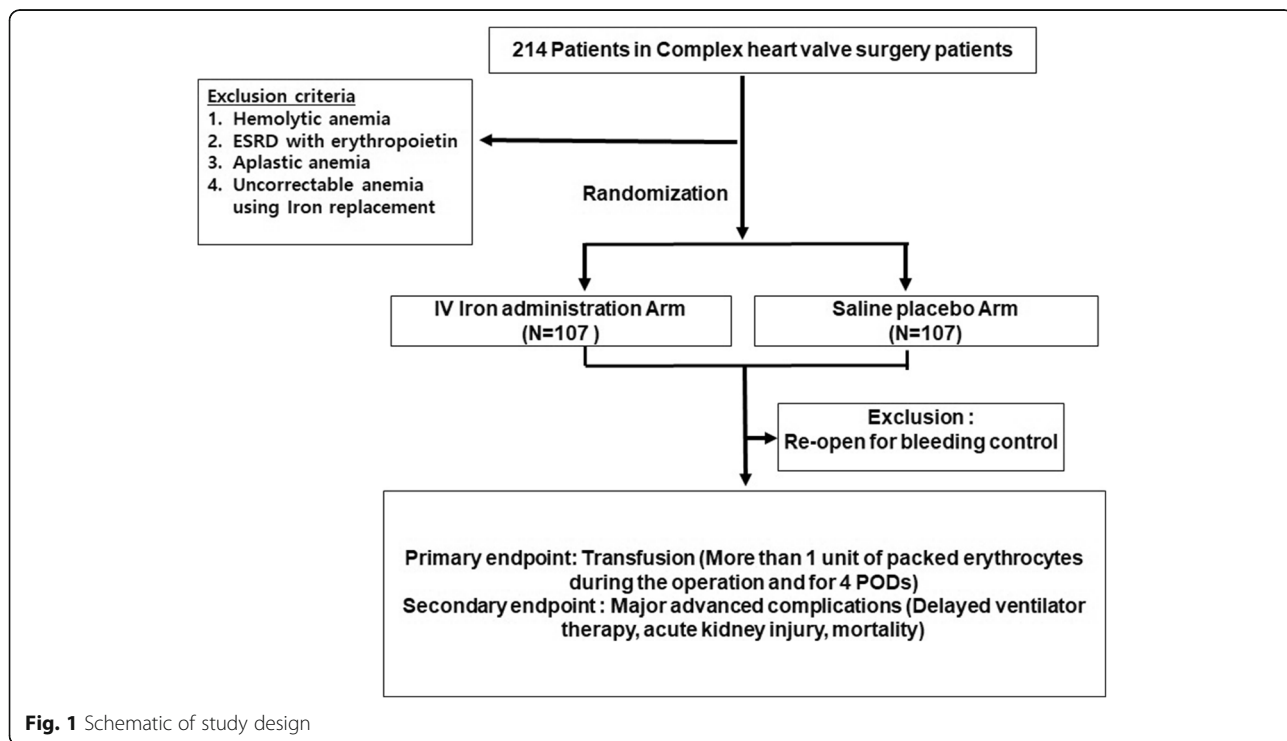 214 Patients in Complex heart valve surgery patients
Exclusion criteria
1. Hemolytic anemia
2. ESRD with erythropoietin
3. Aplastic anemia
4. Uncorrectable anemia
using Iron replacement
Randomization
IV Iron administration Arm
(N=107 )
Saline placebo Arm
(N=107)
Exclusion :
Re-open for bleeding control
Primary endpoint: Transfusion (More than 1 unit of packed erythrocytes
during the operation and for 4 PODs)
Secondary endpoint : Major advanced complications (Delayed ventilator
therapy, acute kidney injury, mortality)
Fig. 1 Schematic of study design